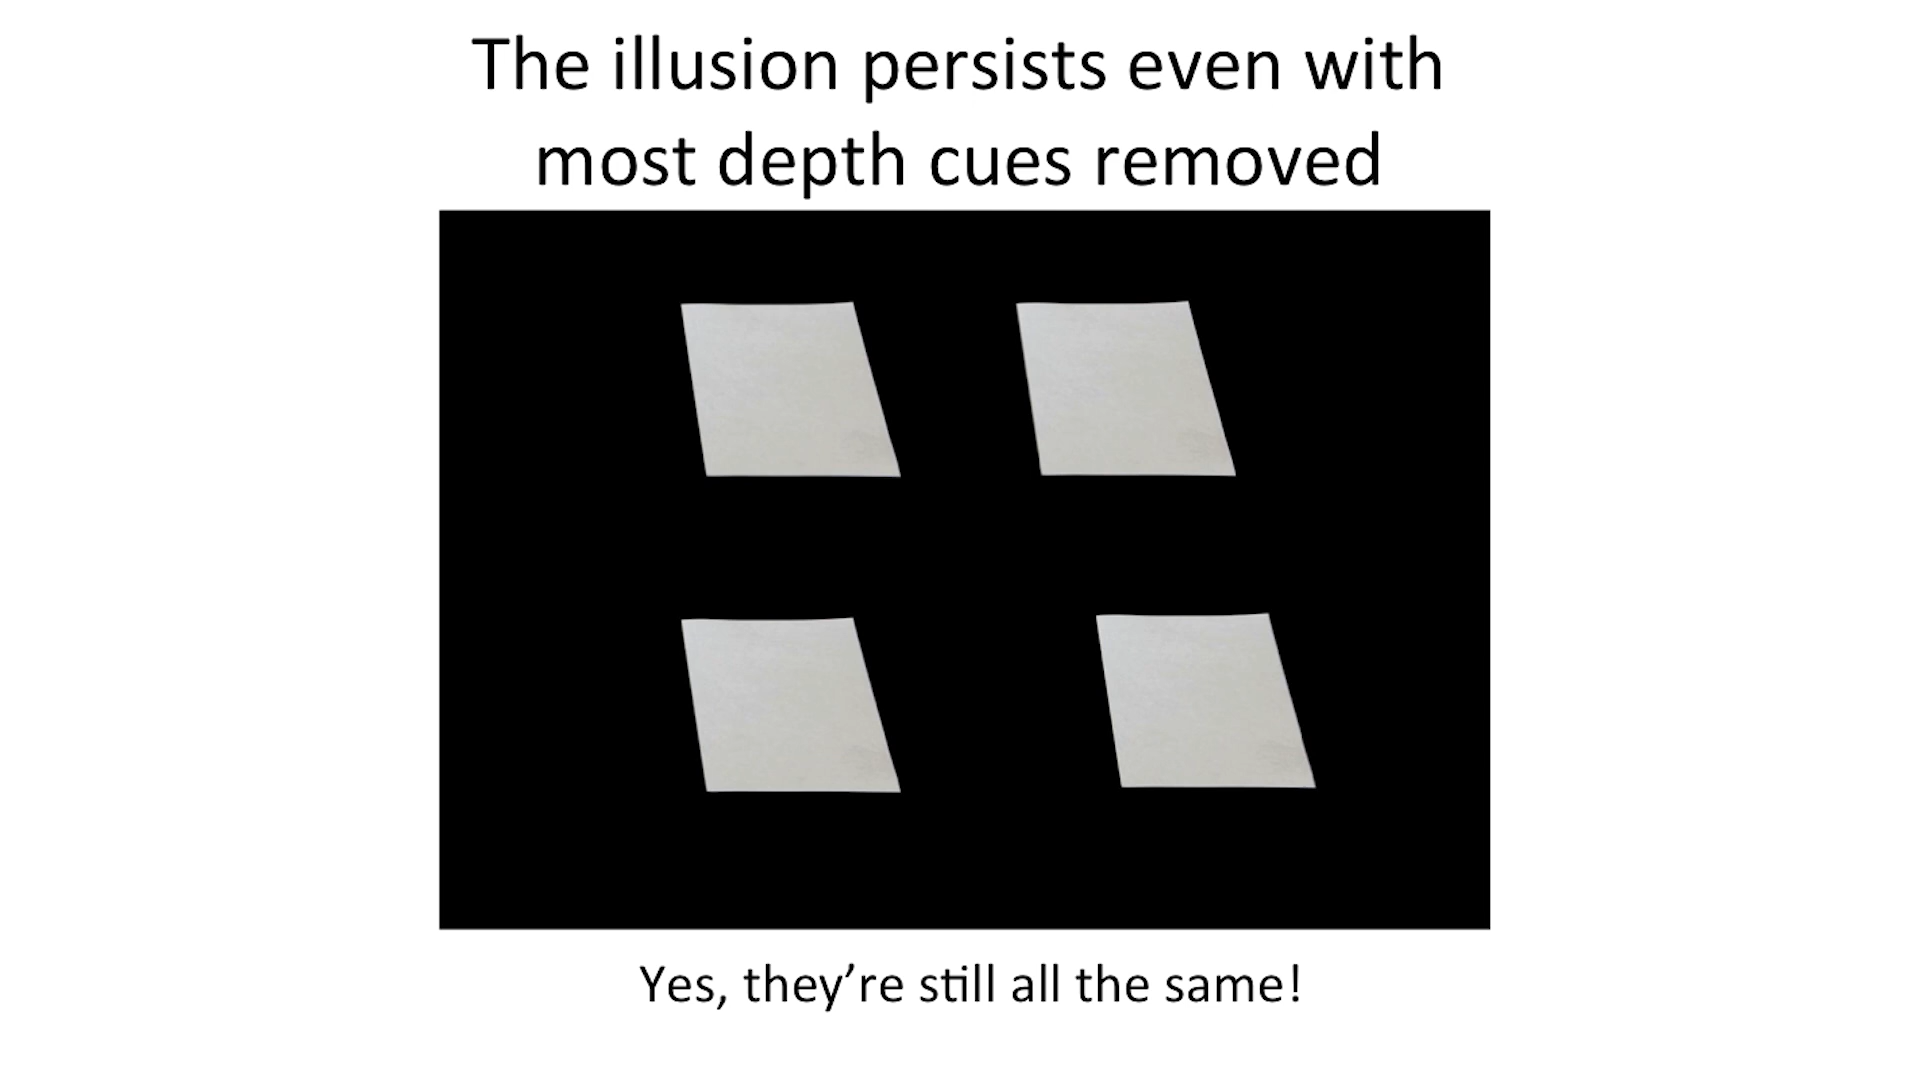 The illusion persists even with
most depth cues removed
Yes, they’re still all the same!